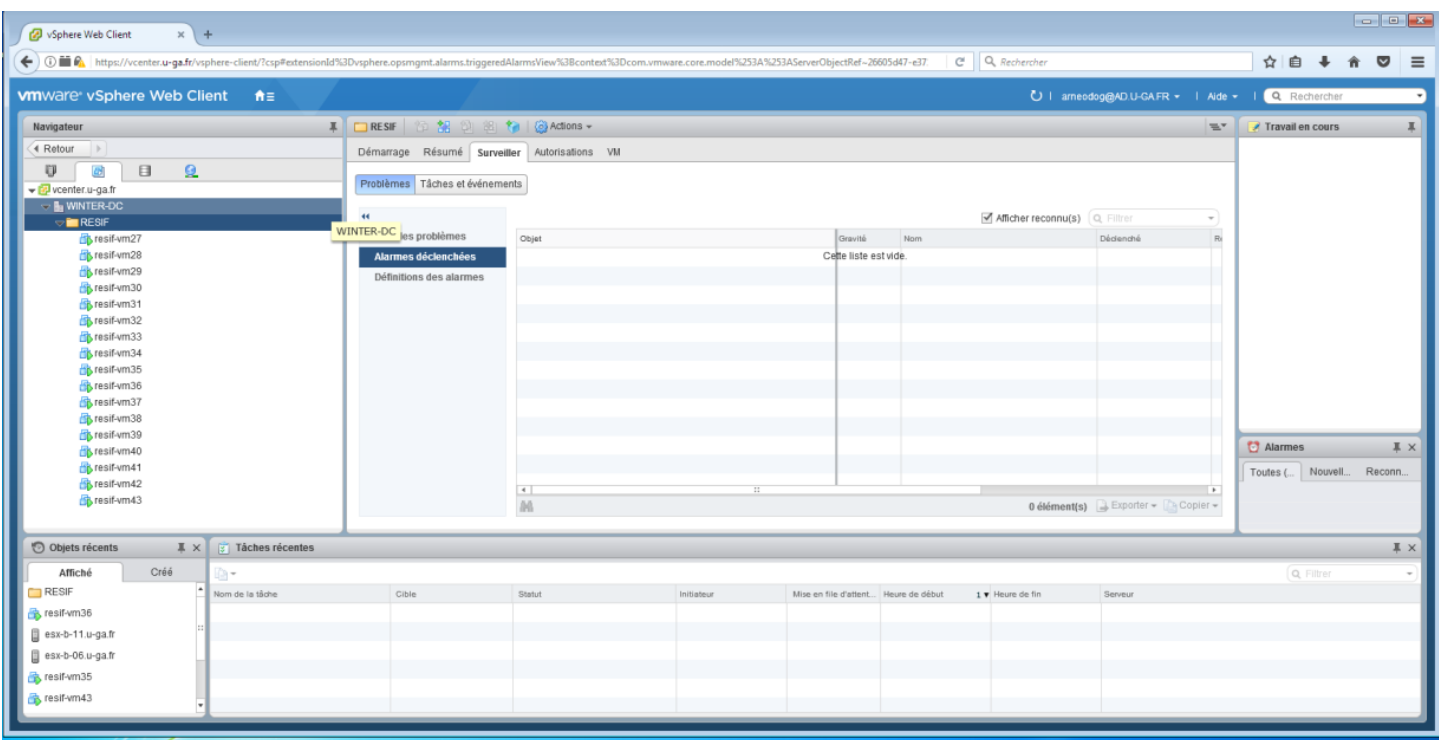 vSphere Web Client
https://vcenter.u-ga.fr/vsphere-client/?csp#extensionId%3Dvsphere.opsmgmt.alarms.triggeredAlarmsView%3Bcontext%3Dcom.vmware.core.model%253A%253AServerObjectRef~26605d47-e37
Rechercher
vmware® vSphere Web Client
arneodog@AD.U-GA.FR
Aide
Rechercher
Navigateur
Retour
vcenter.u-ga.fr
WINTER-DC
RESIF
resif-vm27
resif-vm28
resif-vm29
resif-vm30
resif-vm31
resif-vm32
resif-vm33
resif-vm34
resif-vm35
resif-vm36
resif-vm37
resif-vm38
resif-vm39
resif-vm40
resif-vm41
resif-vm42
resif-vm43
WINTER-DC
RESIF Actions
Démarrage Résumé Surveiller Autorisations VM
Problèmes Tâches et événements
les problèmes
Alarmes déclenchées
Définitions des alarmes
Afficher reconnu(s) Filtrer
Objet Gravité Nom Déclenché
Cette liste est vide.
0 élément(s) Exporter Copier
Travail en cours
Alarmes
Toutes (... Nouvell... Reconn...
Objets récents
Affiché Créé
RESIF
resif-vm36
esx-b-11.u-ga.fr
esx-b-06.u-ga.fr
resif-vm35
resif-vm43
Tâches récentes
Filtrer
Nom de la tâche Cible Statut Initiateur Mise en file d'attent... Heure de début 1 Heure de fin Serveur